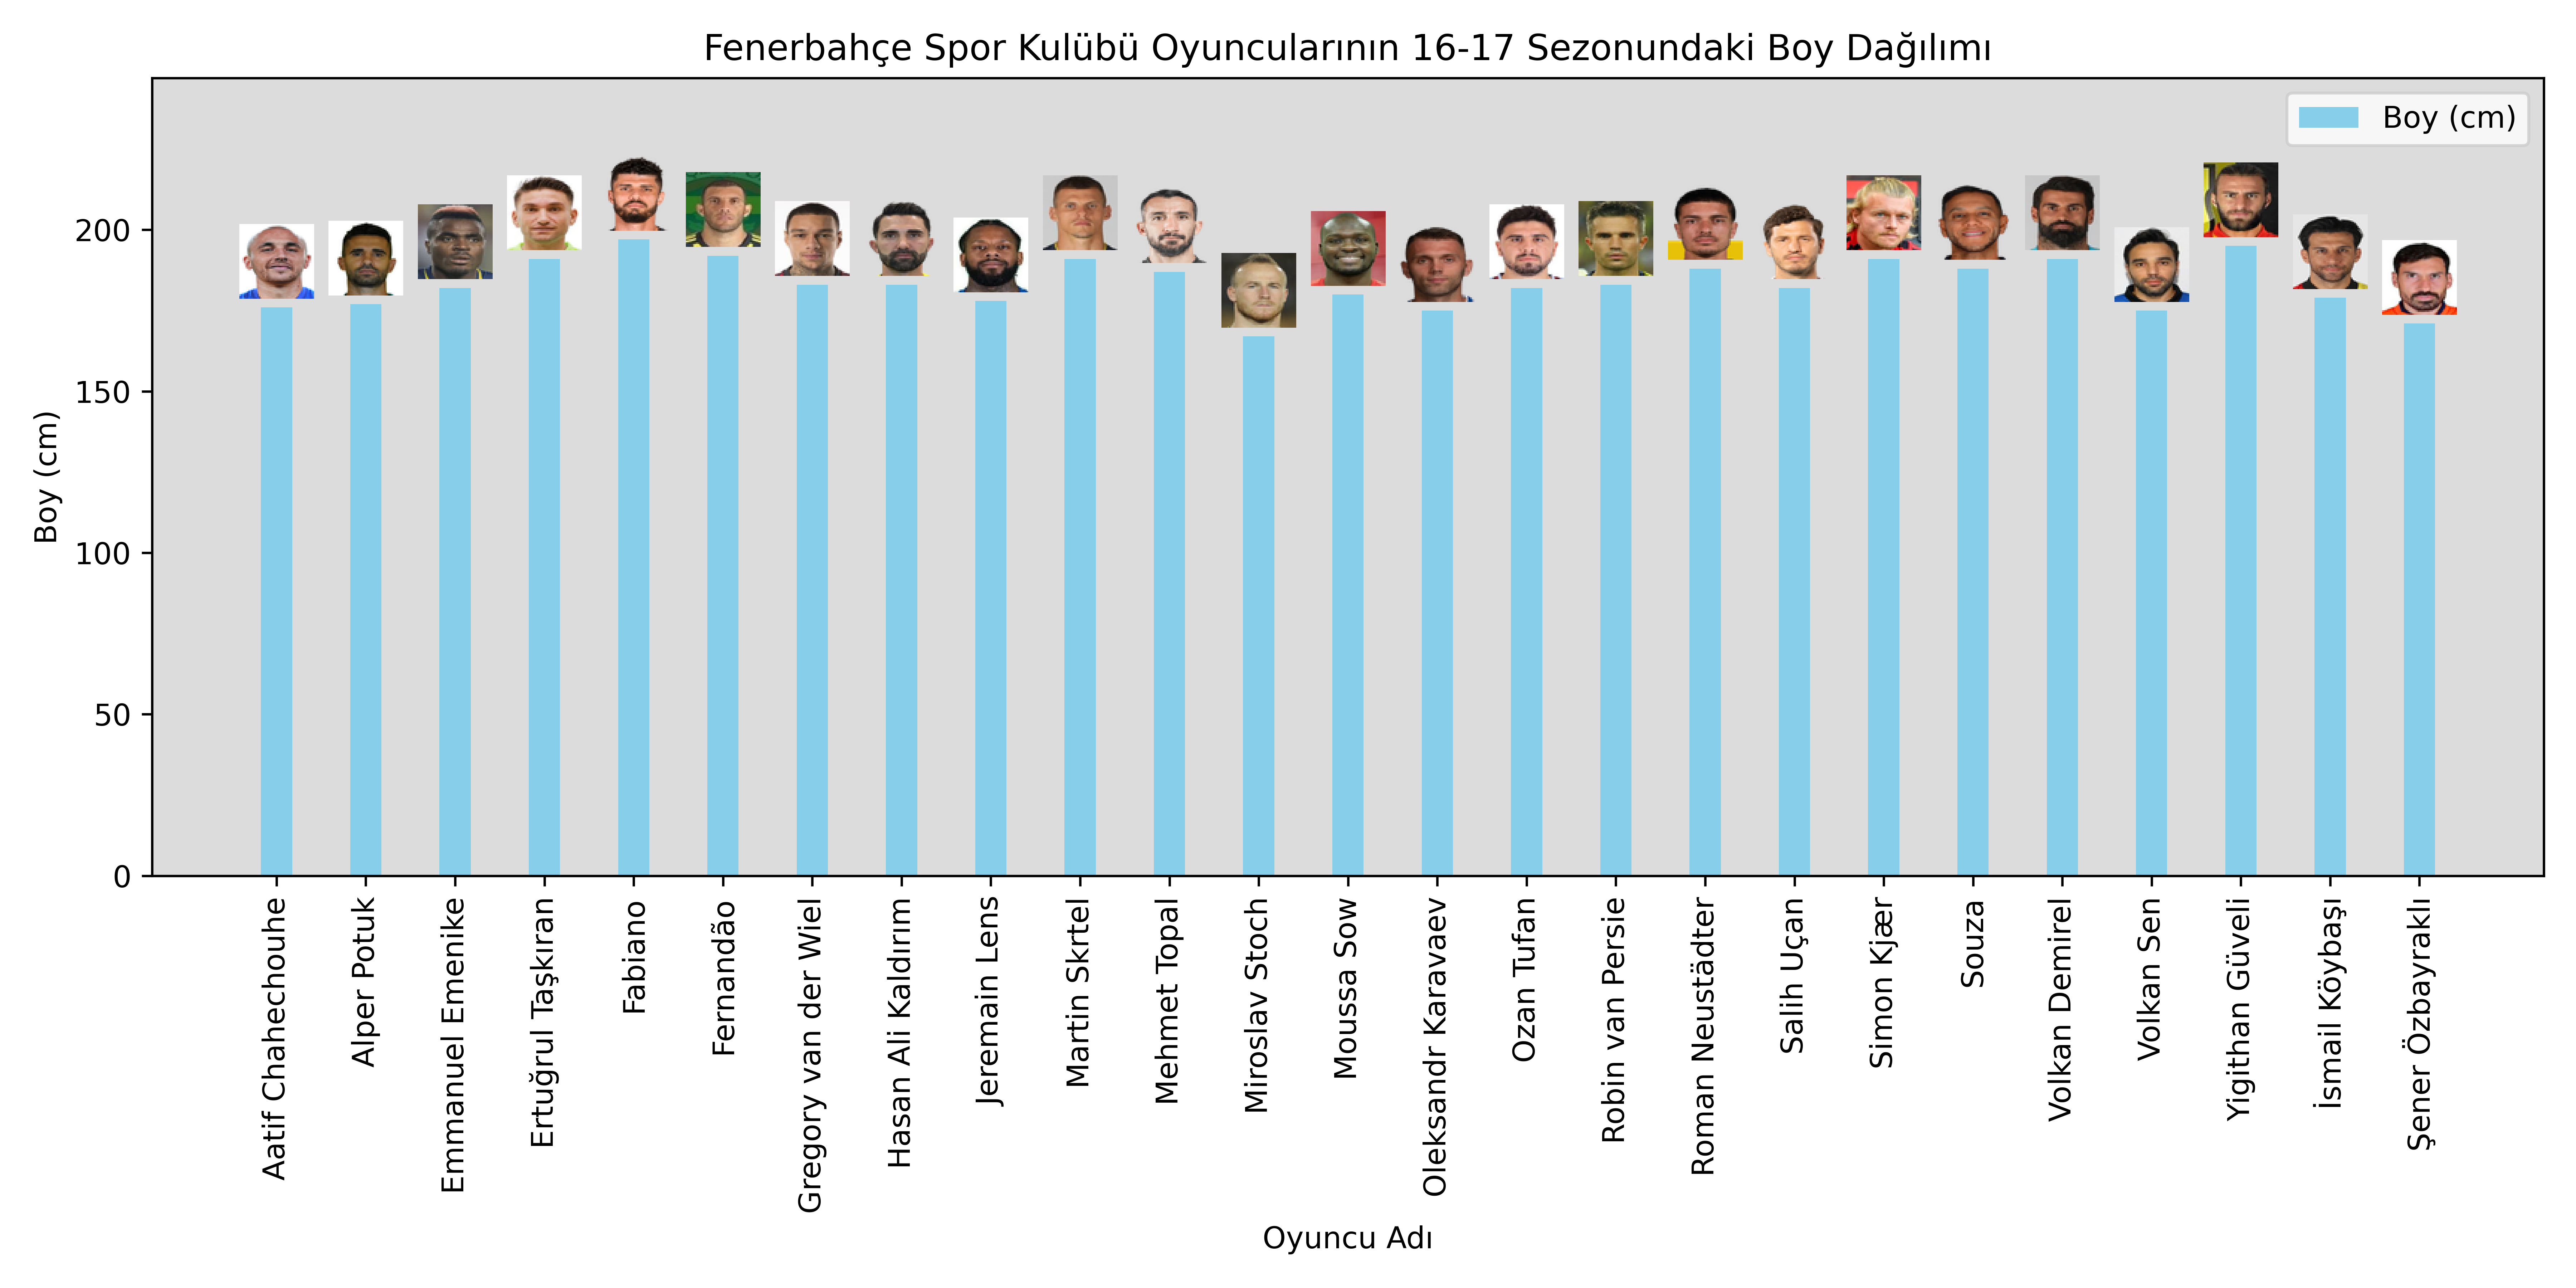 Fenerbahçe Spor Kulübü Oyuncularının 16-17 Sezonundaki Boy Dağılımı
Boy (cm)
Boy (cm)
200
150
100
50
0
Aatif Chahechouhe
Alper Potuk
Emmanuel Emenike
Ertuğrul Taşkıran
Fabiano
Fernandão
Gregory van der Wiel
Hasan Ali Kaldırım
Jeremain Lens
Martin Skrtel
Mehmet Topal
Miroslav Stoch
Moussa Sow
Oleksandr Karavaev
Ozan Tufan
Robin van Persie
Roman Neustädter
Salih Uçan
Simon Kjær
Souza
Volkan Demirel
Volkan Sen
Yigithan Güveli
İsmail Köybaşı
Şener Özbayraklı
Oyuncu Adı